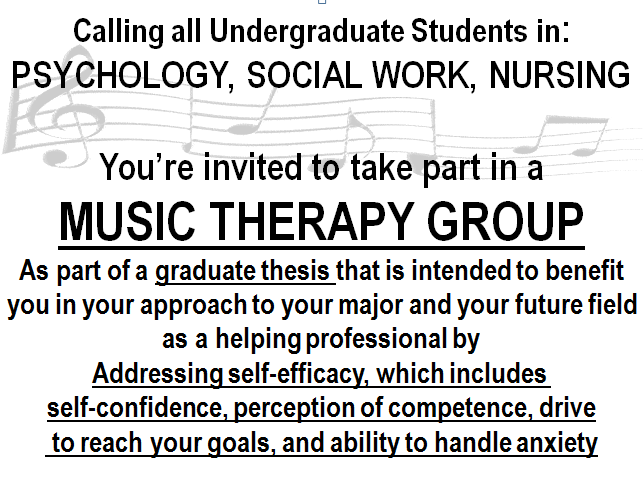 Calling all Undergraduate Students in:
PSYCHOLOGY, SOCIAL WORK, NURSING
You're invited to take part in a
MUSIC THERAPY GROUP
As part of a graduate thesis that is intended to benefit
you in your approach to your major and your future field
as a helping professional by
Addressing self-efficacy, which includes
self-confidence, perception of competence, drive
to reach your goals, and ability to handle anxiety